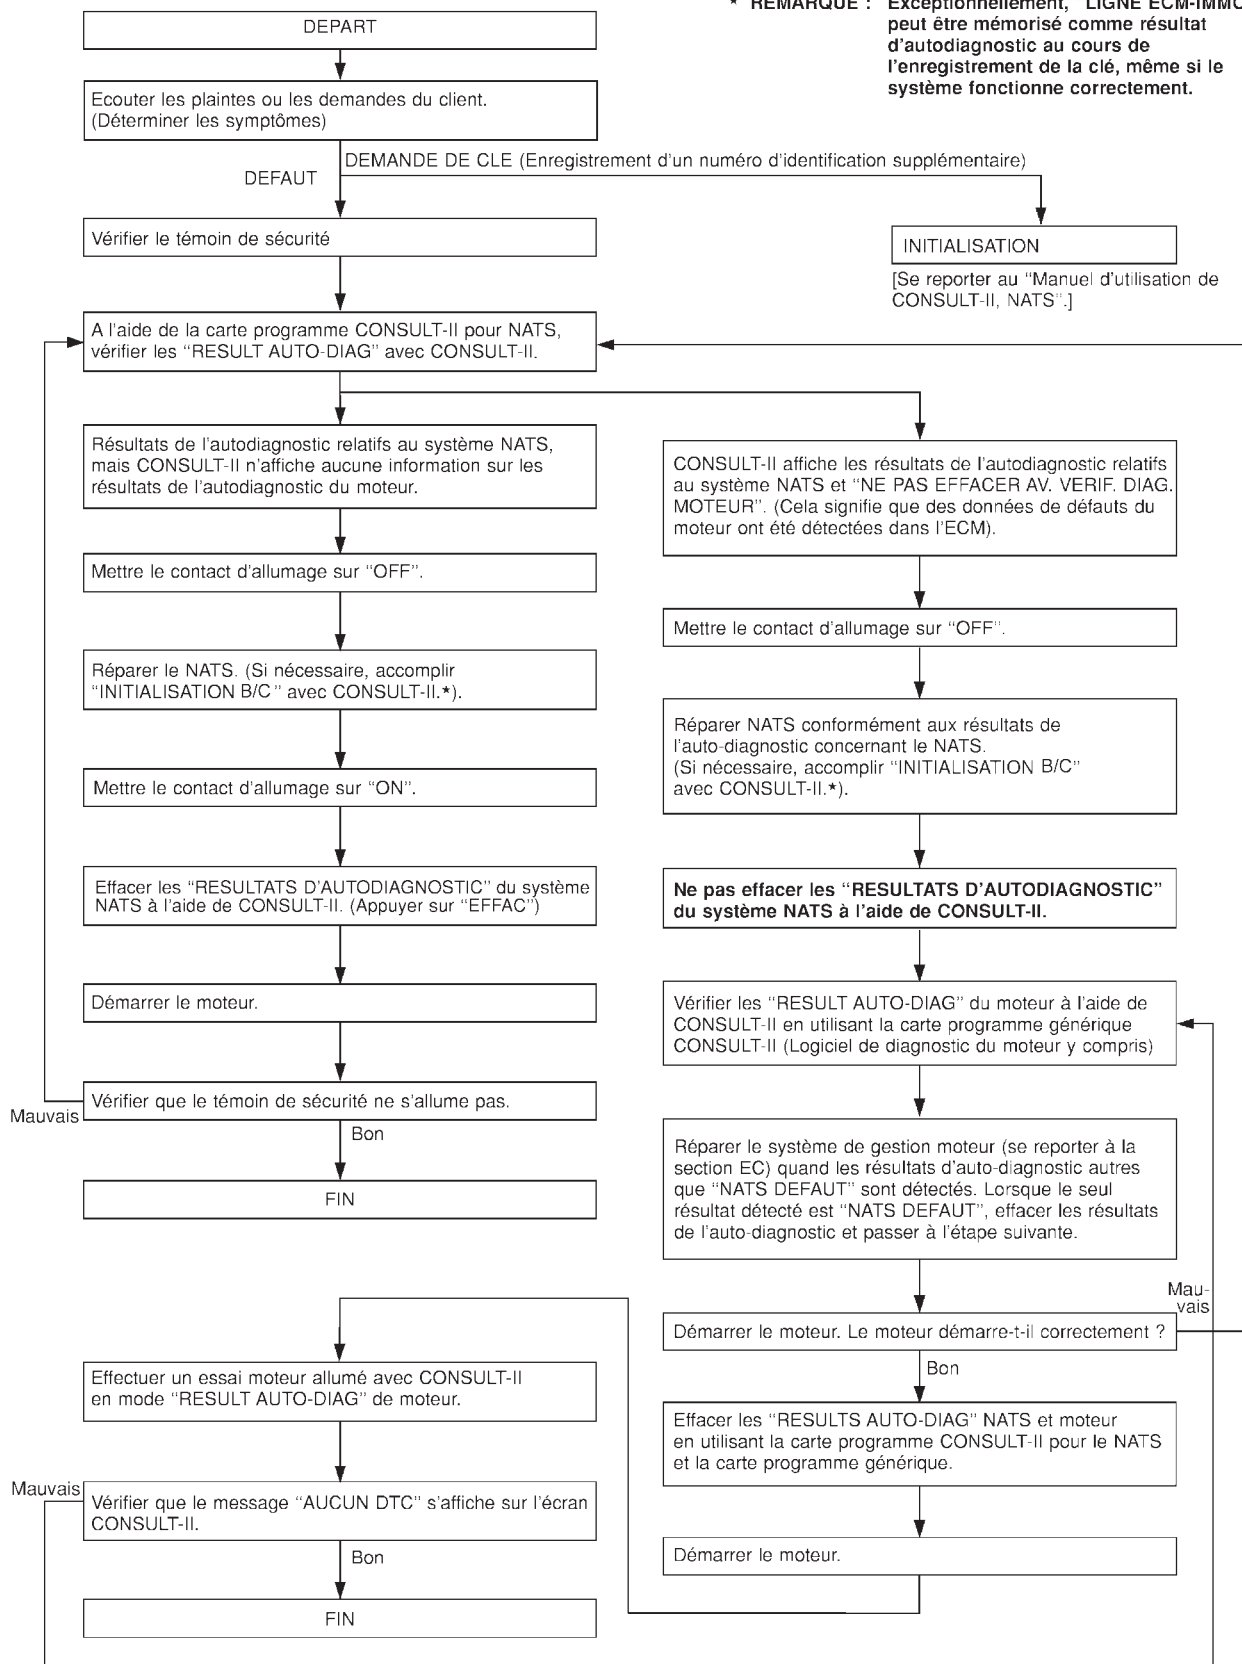 ★ REMARQUE : Exceptionnellement, "LIGNE ECM-IMMO
peut être mémorisé comme résultat
d'autodiagnostic au cours de
l'enregistrement de la clé, même si le
système fonctionne correctement.
DEPART
Ecouter les plaintes ou les demandes du client.
(Déterminer les symptômes)
DEMANDE DE CLE (Enregistrement d'un numéro d'identification supplémentaire)
DEFAUT
Vérifier le témoin de sécurité
INITIALISATION
[Se reporter au "Manuel d'utilisation de
CONSULT-II, NATS".]
A l'aide de la carte programme CONSULT-II pour NATS,
vérifier les "RESULT AUTO-DIAG" avec CONSULT-II.
Résultats de l'autodiagnostic relatifs au système NATS,
mais CONSULT-II n'affiche aucune information sur les
résultats de l'autodiagnostic du moteur.
Mettre le contact d'allumage sur "OFF".
Réparer le NATS. (Si nécessaire, accomplir
"INITIALISATION B/C" avec CONSULT-II.★).
Mettre le contact d'allumage sur "ON".
Effacer les "RESULTATS D'AUTODIAGNOSTIC" du système
NATS à l'aide de CONSULT-II. (Appuyer sur "EFFAC")
Démarrer le moteur.
Vérifier que le témoin de sécurité ne s'allume pas.
Mauvais
Bon
FIN
CONSULT-II affiche les résultats de l'autodiagnostic relatifs
au système NATS et "NE PAS EFFACER AV. VERIF. DIAG.
MOTEUR". (Cela signifie que des données de défauts du
moteur ont été détectées dans l'ECM).
Mettre le contact d'allumage sur "OFF".
Réparer NATS conformément aux résultats de
l'auto-diagnostic concernant le NATS.
(Si nécessaire, accomplir "INITIALISATION B/C"
avec CONSULT-II.★).
Ne pas effacer les "RESULTATS D'AUTODIAGNOSTIC"
du système NATS à l'aide de CONSULT-II.
Vérifier les "RESULT AUTO-DIAG" du moteur à l'aide de
CONSULT-II en utilisant la carte programme générique
CONSULT-II (Logiciel de diagnostic du moteur y compris)
Réparer le système de gestion moteur (se reporter à la
section EC) quand les résultats d'auto-diagnostic autres
que "NATS DEFAUT" sont détectés. Lorsque le seul
résultat détecté est "NATS DEFAUT", effacer les résultats
de l'auto-diagnostic et passer à l'étape suivante.
Mau-
vais
Démarrer le moteur. Le moteur démarre-t-il correctement ?
Bon
Effacer les "RESULTS AUTO-DIAG" NATS et moteur
en utilisant la carte programme CONSULT-II pour le NATS
et la carte programme générique.
Démarrer le moteur.
Effectuer un essai moteur allumé avec CONSULT-II
en mode "RESULT AUTO-DIAG" de moteur.
Mauvais
Vérifier que le message "AUCUN DTC" s'affiche sur l'écran
CONSULT-II.
Bon
FIN